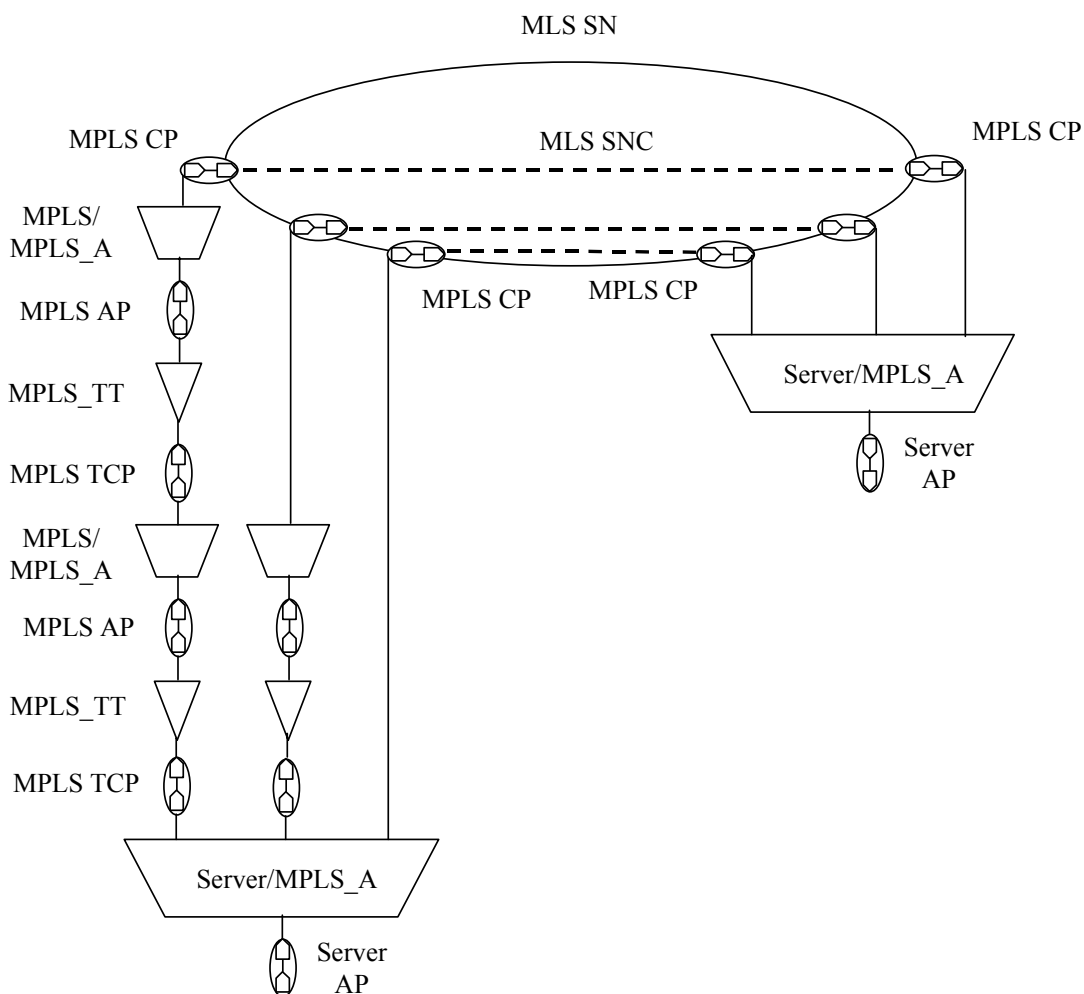 MLS SN
MPLS CP
MLS SNC
MPLS CP
MPLS/
MPLS_A
MPLS AP
MPLS CP
MPLS CP
Server/MPLS_A
MPLS_TT
MPLS TCP
Server
AP
MPLS/
MPLS_A
MPLS AP
MPLS_TT
MPLS TCP
Server/MPLS_A
Server
AP